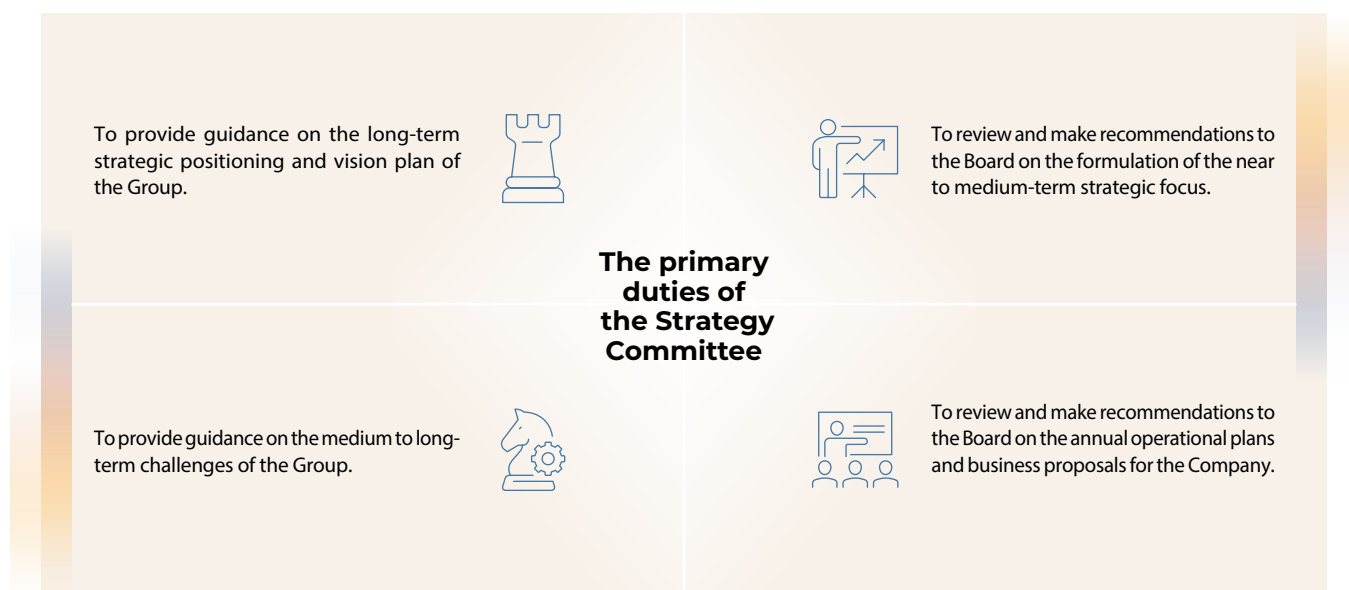 To provide guidance on the long-term
strategic positioning and vision plan of
the Group.
To review and make recommendations to
the Board on the formulation of the near
to medium-term strategic focus.
The primary
duties of
the Strategy
Committee
To provide guidance on the medium to long-
term challenges of the Group.
To review and make recommendations to
the Board on the annual operational plans
and business proposals for the Company.